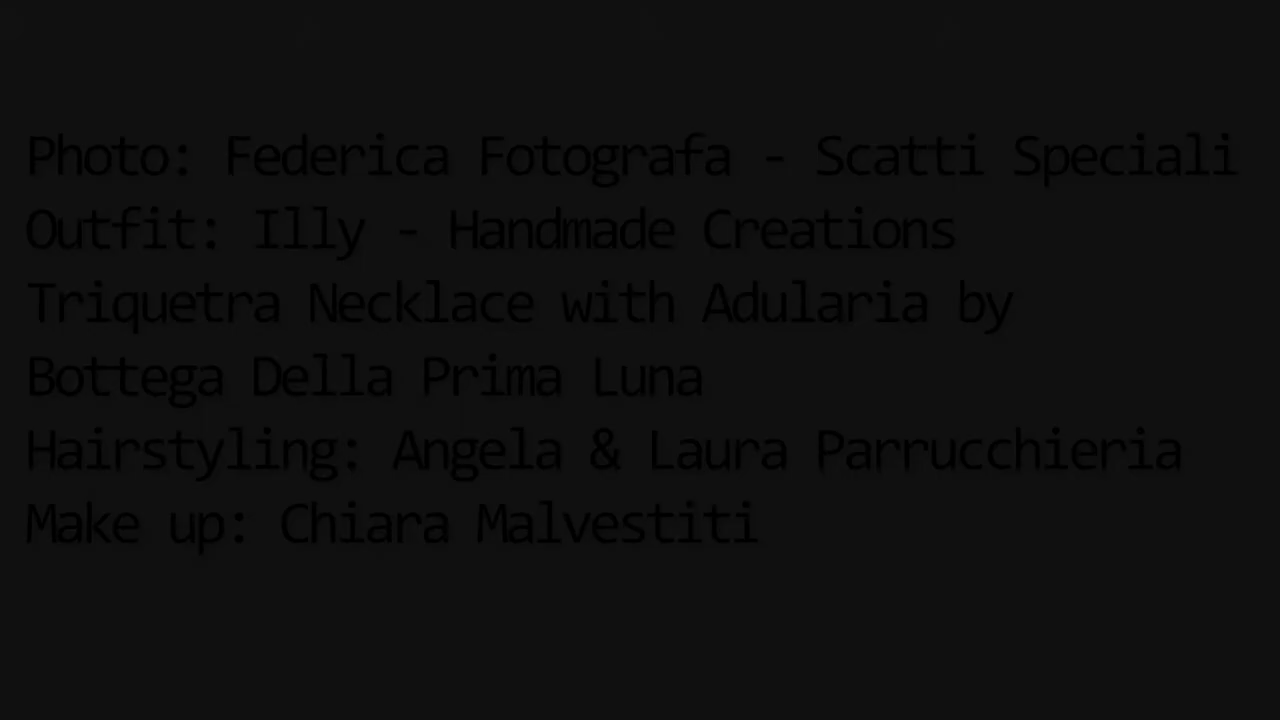 Photo: Federica Fotografa - Scatti Speciali
Outfit: Illy - Handmade Creations
Triquetra Necklace with Adularia by
Bottega Della Prima Luna
Hairstyling: Angela & Laura Parrucchieria
Make up: Chiara Malvestiti